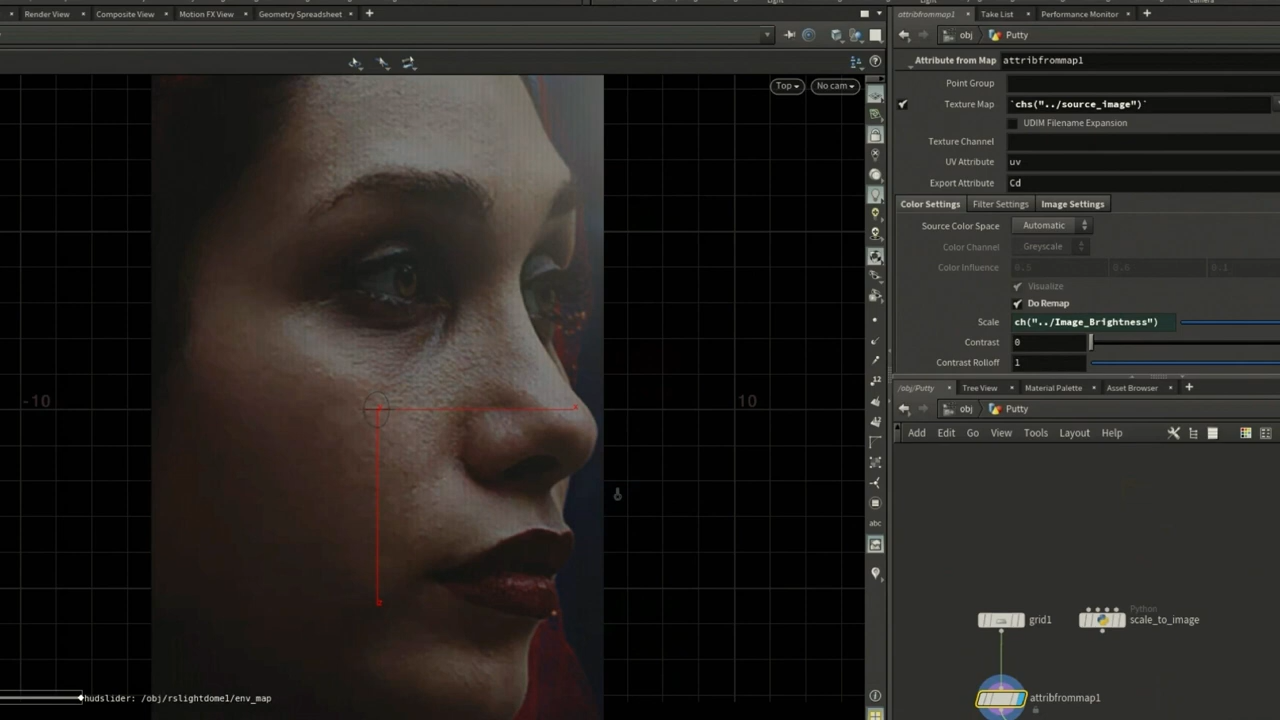 Render View
Composite View
Motion FX View
Geometry Spreadsheet
attribfrommap1
Take List
Performance Monitor
obj
Putty
Attribute from Map
attribfrommap1
Point Group
Texture Map
`chs("../source_image")`
UDIM Filename Expansion
Texture Channel
UV Attribute
uv
Export Attribute
Cd
Color Settings
Filter Settings
Image Settings
Source Color Space
Automatic
Color Channel
Greyscale
Color Influence
0.1
Visualize
Do Remap
Scale
ch("../Image_Brightness")
Contrast
0
Contrast Rolloff
1
Top
No cam
-10
10
12
abc
hudslider: /obj/rslightdome1/env_map
/obj/Putty
Tree View
Material Palette
Asset Browser
obj
Putty
Add
Edit
Go
View
Tools
Layout
Help
grid1
Python
scale_to_image
attribfrommap1